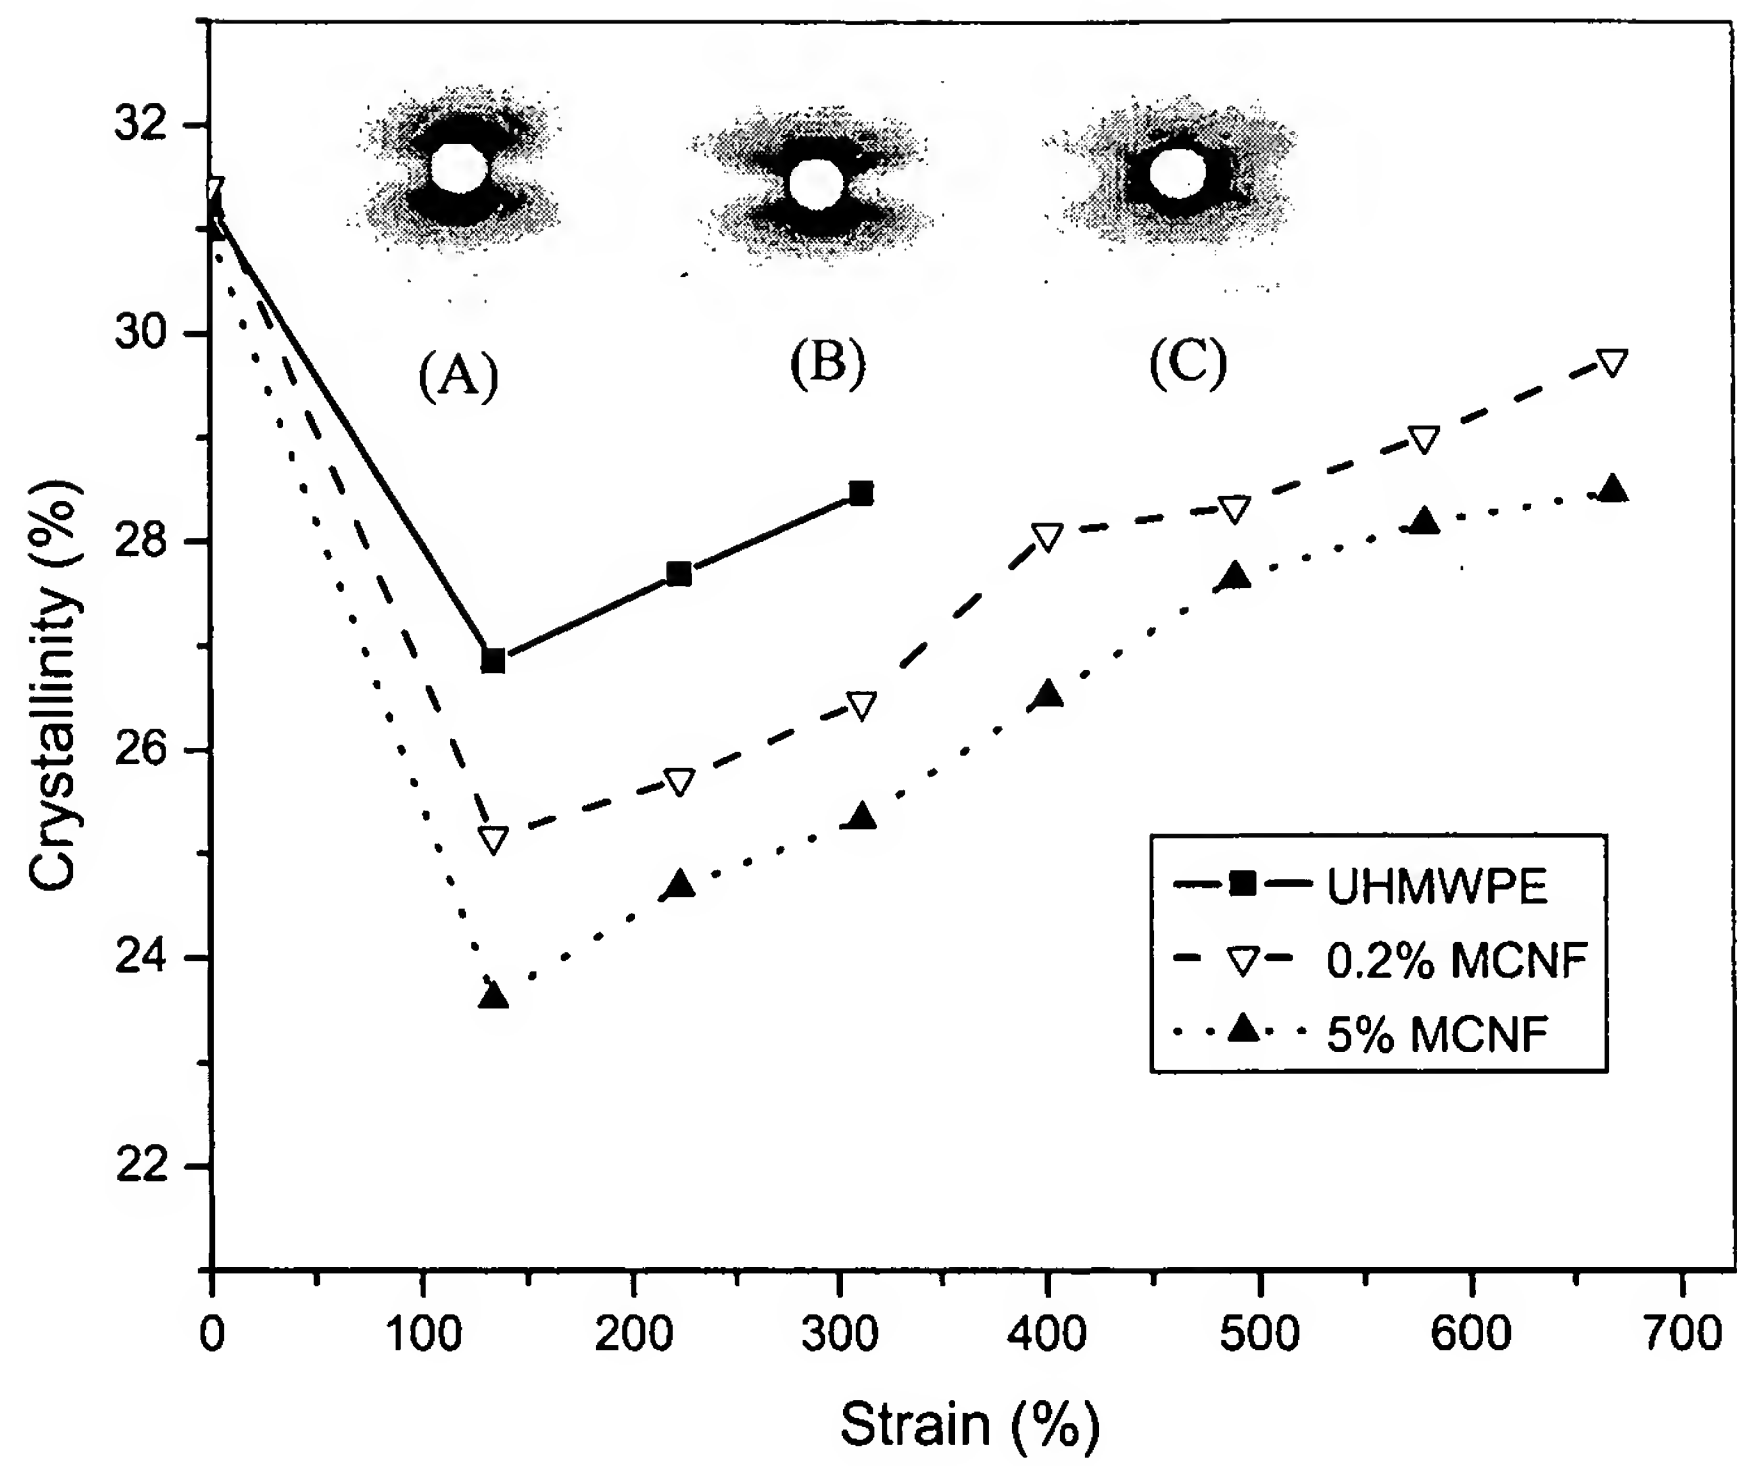 32
30
28
26
24
22
Crystallinity (%)
(A) (B) (C)
UHMWPE
0.2% MCNF
5% MCNF
0 100 200 300 400 500 600 700
Strain (%)